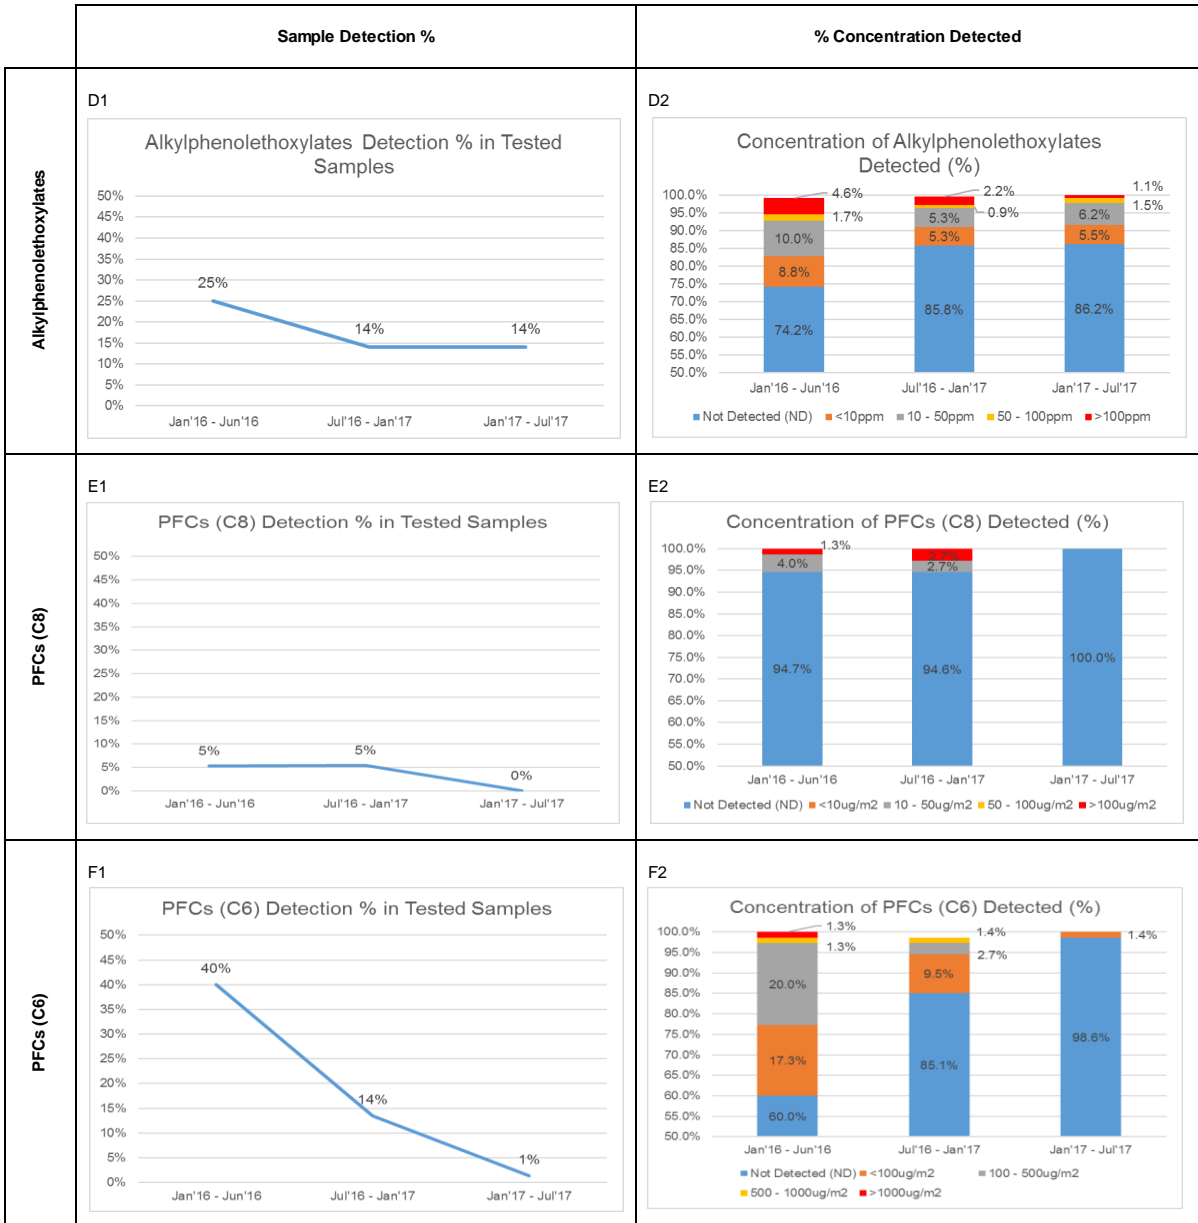 Sample Detection %
% Concentration Detected
Alkylphenolethoxylates
D1
Alkylphenolethoxylates Detection % in Tested
Samples
50%
45%
40%
35%
30%
25%
20%
15%
10%
5%
0%
25%
14%
14%
Jan'16 - Jun'16
Jul'16 - Jan'17
Jan'17 - Jul'17
D2
Concentration of Alkylphenolethoxylates
Detected (%)
100.0%
95.0%
90.0%
85.0%
80.0%
75.0%
70.0%
65.0%
60.0%
55.0%
50.0%
4.6%
1.7%
10.0%
8.8%
74.2%
2.2%
0.9%
5.3%
5.3%
85.8%
1.1%
1.5%
6.2%
5.5%
86.2%
Jan'16 - Jun'16
Jul'16 - Jan'17
Jan'17 - Jul'17
Not Detected (ND) <10ppm 10 - 50ppm 50 - 100ppm >100ppm
PFCs (C8)
E1
PFCs (C8) Detection % in Tested Samples
50%
45%
40%
35%
30%
25%
20%
15%
10%
5%
0%
5%
5%
0%
Jan'16 - Jun'16
Jul'16 - Jan'17
Jan'17 - Jul'17
E2
Concentration of PFCs (C8) Detected (%)
100.0%
95.0%
90.0%
85.0%
80.0%
75.0%
70.0%
65.0%
60.0%
55.0%
50.0%
1.3%
4.0%
94.7%
2.7%
2.7%
94.6%
100.0%
Jan'16 - Jun'16
Jul'16 - Jan'17
Jan'17 - Jul'17
Not Detected (ND) <10ug/m2 10 - 50ug/m2 50 - 100ug/m2 >100ug/m2
PFCs (C6)
F1
PFCs (C6) Detection % in Tested Samples
50%
45%
40%
35%
30%
25%
20%
15%
10%
5%
0%
40%
14%
1%
Jan'16 - Jun'16
Jul'16 - Jan'17
Jan'17 - Jul'17
F2
Concentration of PFCs (C6) Detected (%)
100.0%
95.0%
90.0%
85.0%
80.0%
75.0%
70.0%
65.0%
60.0%
55.0%
50.0%
1.3%
1.3%
20.0%
17.3%
60.0%
1.4%
2.7%
9.5%
85.1%
1.4%
98.6%
Jan'16 - Jun'16
Jul'16 - Jan'17
Jan'17 - Jul'17
Not Detected (ND) <100ug/m2 100 - 500ug/m2
500 - 1000ug/m2 >1000ug/m2